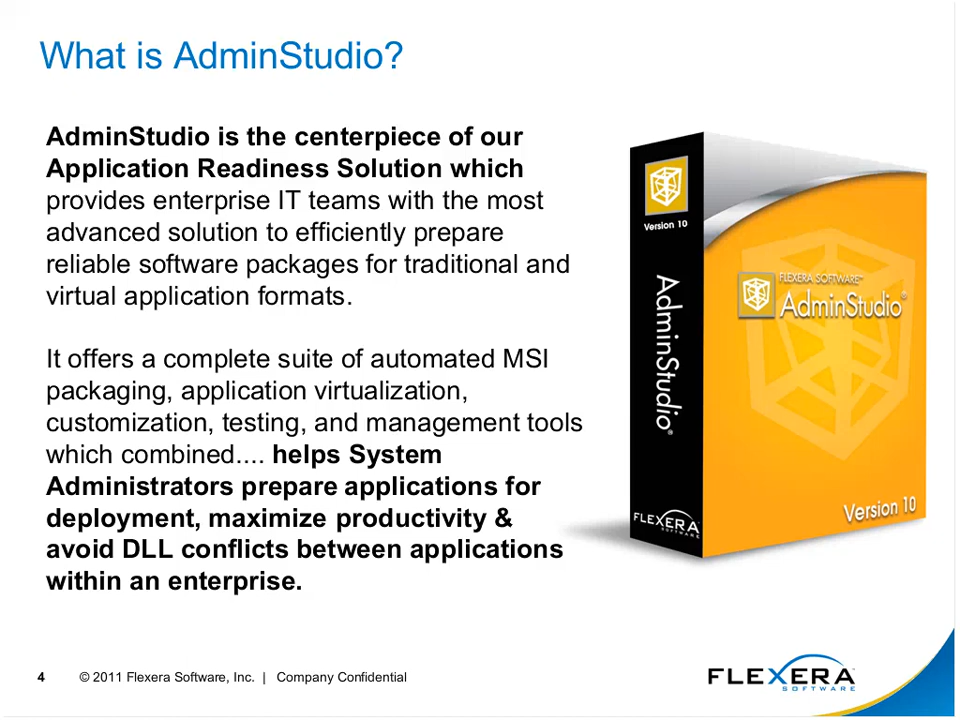 What is AdminStudio?
AdminStudio is the centerpiece of our
Application Readiness Solution which
provides enterprise IT teams with the most
advanced solution to efficiently prepare
reliable software packages for traditional and
virtual application formats.
It offers a complete suite of automated MSI
packaging, application virtualization,
customization, testing, and management tools
which combined.... helps System
Administrators prepare applications for
deployment, maximize productivity &
avoid DLL conflicts between applications
within an enterprise.
Version 10
AdminStudio®
FLEXERA
SOFTWARE
FLEXERA SOFTWARE™
AdminStudio®
Version 10
4 © 2011 Flexera Software, Inc. | Company Confidential
FLEXERA
SOFTWARE